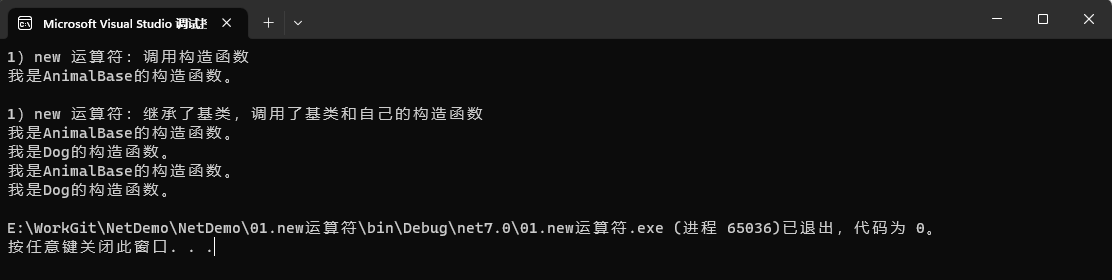 Microsoft Visual Studio 调试
1) new 运算符：调用构造函数
我是AnimalBase的构造函数。
1) new 运算符：继承了基类，调用了基类和自己的构造函数
我是AnimalBase的构造函数。
我是Dog的构造函数。
我是AnimalBase的构造函数。
我是Dog的构造函数。
E:\WorkGit\NetDemo\NetDemo\01.new运算符\bin\Debug\net7.0\01.new运算符.exe (进程 65036)已退出，代码为 0。
按任意键关闭此窗口. . .